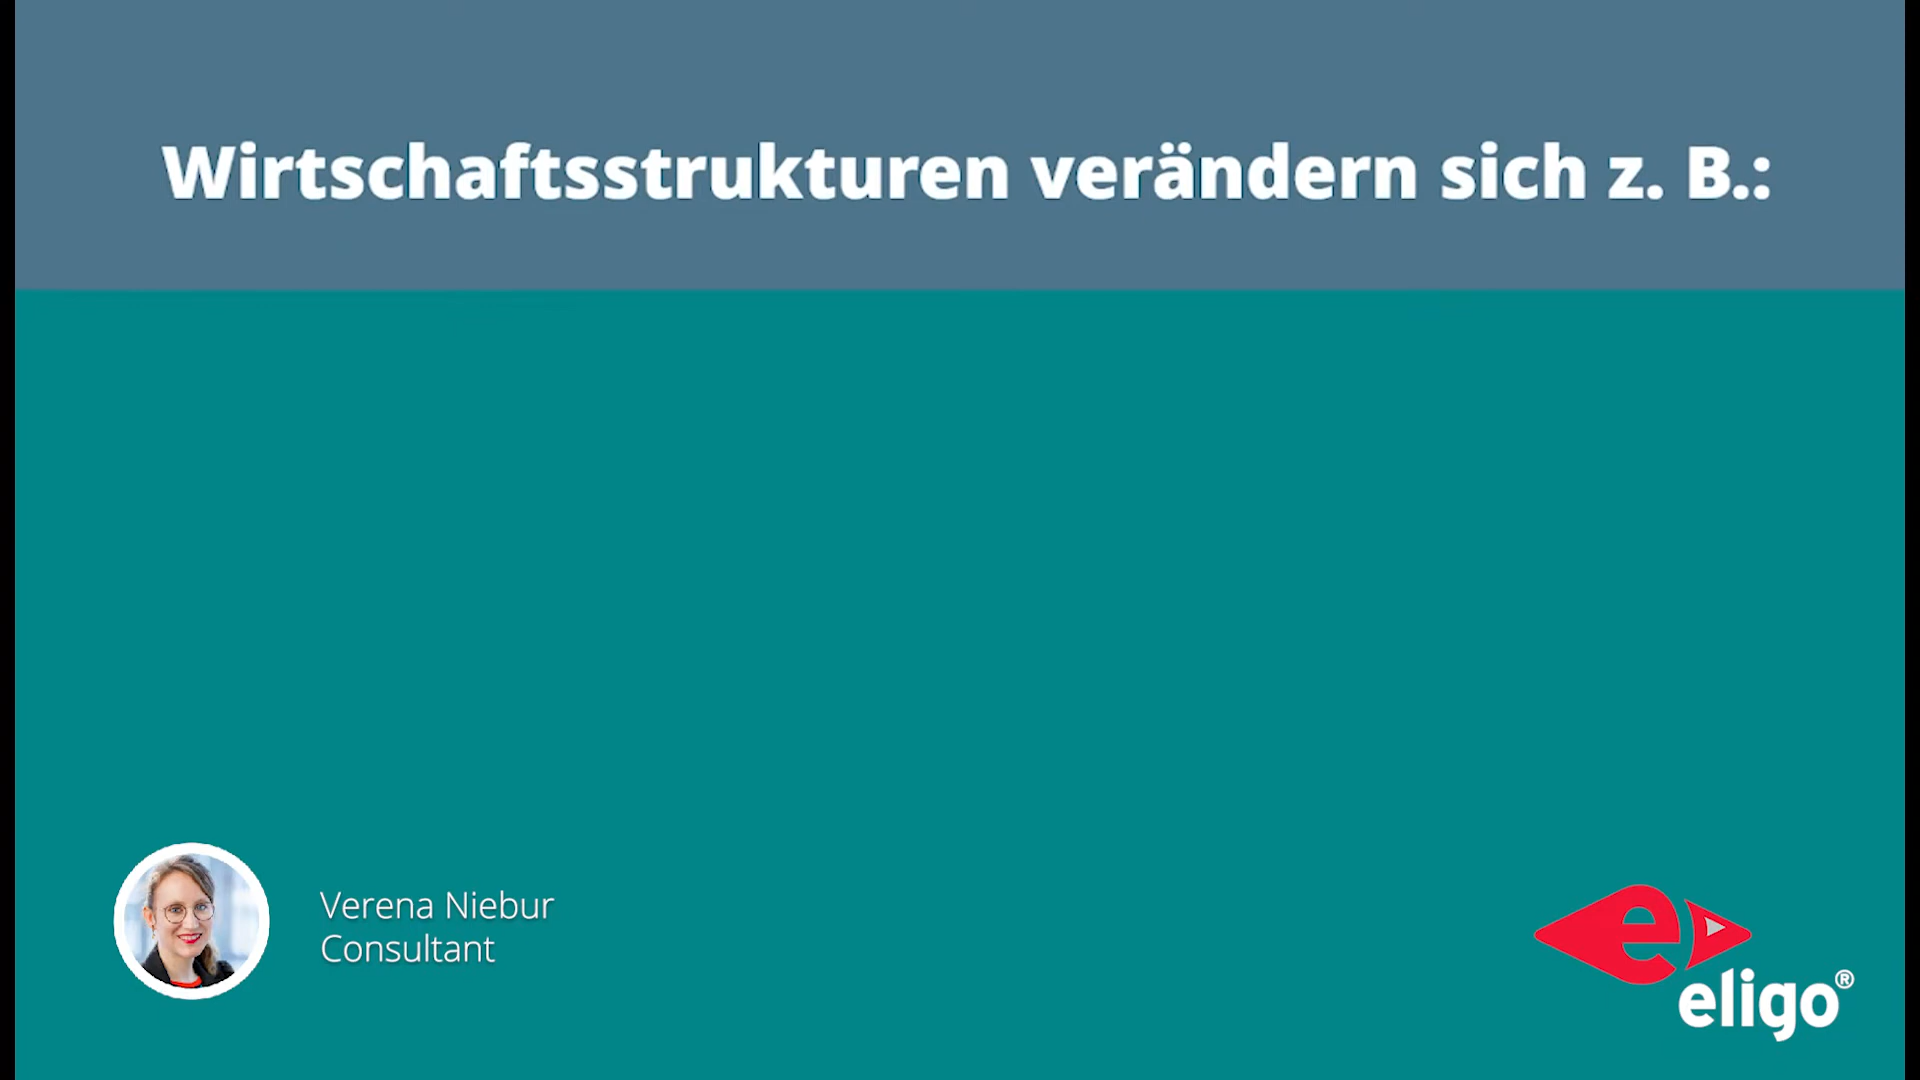 Wirtschaftsstrukturen verändern sich z. B.:
Verena Niebur
Consultant
e
eligo®